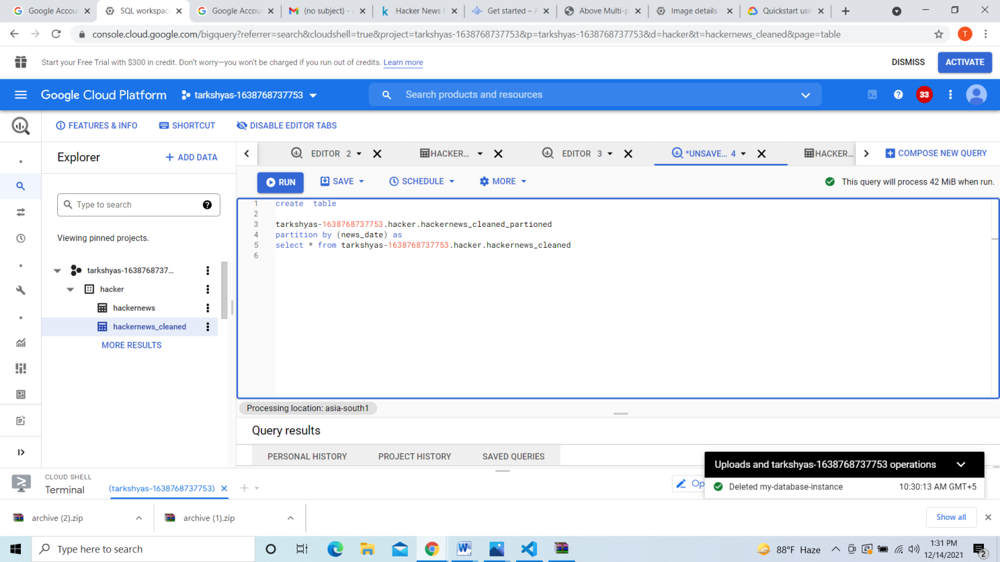 Google Accoun
SQL workspac
Google Accoun
(no subject) -
Hacker News
Get started –
Above Multi-p
Image details
Quickstart usin
console.cloud.google.com/bigquery?referrer=search&cloudshell=true&project=tarkshyas-1638768737753&p=tarkshyas-1638768737753&d=hacker&t=hackernews_cleaned&page=table
T
Start your Free Trial with $300 in credit. Don't worry—you won't be charged if you run out of credits. Learn more
DISMISS
ACTIVATE
Google Cloud Platform
tarkshyas-1638768737753
Search products and resources
33
FEATURES & INFO
SHORTCUT
DISABLE EDITOR TABS
Explorer
+ ADD DATA
EDITOR 2
HACKER...
EDITOR 3
*UNSAVE... 4
HACKER...
COMPOSE NEW QUERY
RUN
SAVE
SCHEDULE
MORE
This query will process 42 MiB when run.
Type to search
Viewing pinned projects.
tarkshyas-1638768737...
hacker
hackernews
hackernews_cleaned
MORE RESULTS
1 create table
2
3 tarkshyas-1638768737753.hacker.hackernews_cleaned_partioned
4 partition by (news_date) as
5 select * from tarkshyas-1638768737753.hacker.hackernews_cleaned
6
Processing location: asia-south1
Query results
PERSONAL HISTORY
PROJECT HISTORY
SAVED QUERIES
Uploads and tarkshyas-1638768737753 operations
Deleted my-database-instance
10:30:13 AM GMT+5
CLOUD SHELL
Terminal
(tarkshyas-1638768737753)
Op
archive (2).zip
archive (1).zip
Show all
Type here to search
88°F Haze
1:31 PM
12/14/2021
2